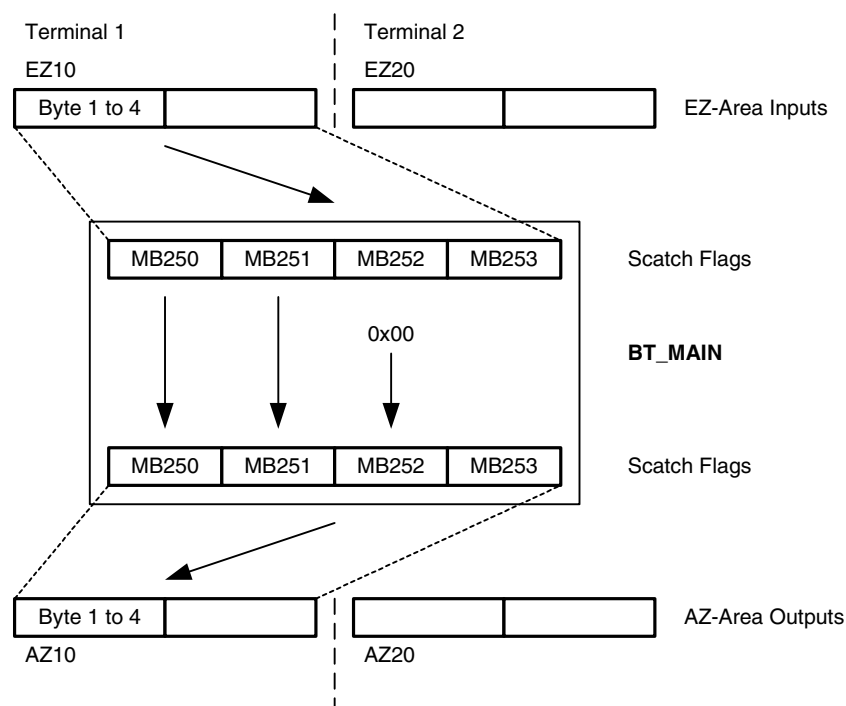 Terminal 1 Terminal 2
EZ10 EZ20
Byte 1 to 4 EZ-Area Inputs
MB250 MB251 MB252 MB253 Scatch Flags
0x00
BT_MAIN
MB250 MB251 MB252 MB253 Scatch Flags
Byte 1 to 4 AZ-Area Outputs
AZ10 AZ20